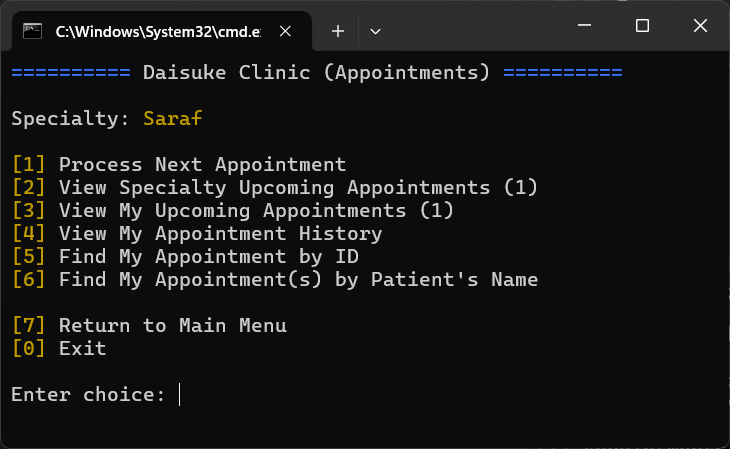 C:\Windows\System32\cmd.e
========== Daisuke Clinic (Appointments) ==========
Specialty: Saraf
[1] Process Next Appointment
[2] View Specialty Upcoming Appointments (1)
[3] View My Upcoming Appointments (1)
[4] View My Appointment History
[5] Find My Appointment by ID
[6] Find My Appointment(s) by Patient's Name
[7] Return to Main Menu
[0] Exit
Enter choice: